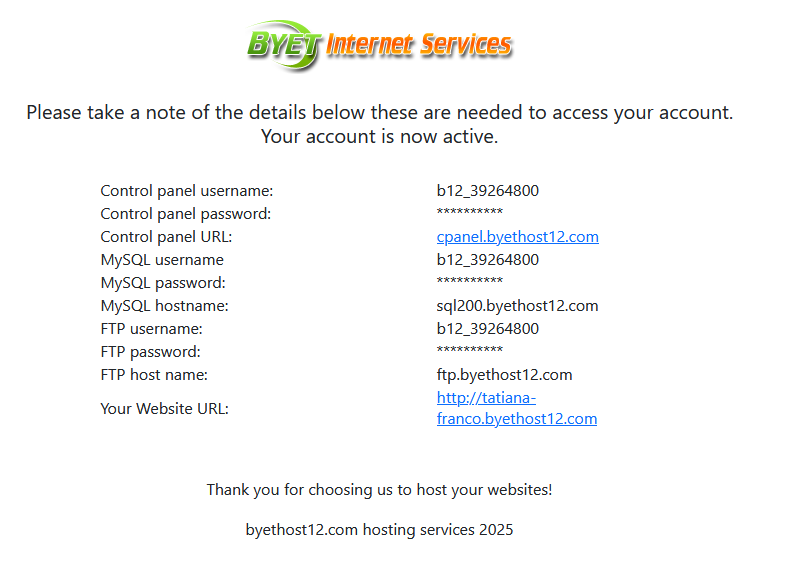 BYET Internet Services
Please take a note of the details below these are needed to access your account.
Your account is now active.
Control panel username: b12_39264800
Control panel password: **********
Control panel URL: cpanel.byethost12.com
MySQL username b12_39264800
MySQL password: **********
MySQL hostname: sql200.byethost12.com
FTP username: b12_39264800
FTP password: **********
FTP host name: ftp.byethost12.com
Your Website URL: http://tatiana-
franco.byethost12.com
Thank you for choosing us to host your websites!
byethost12.com hosting services 2025